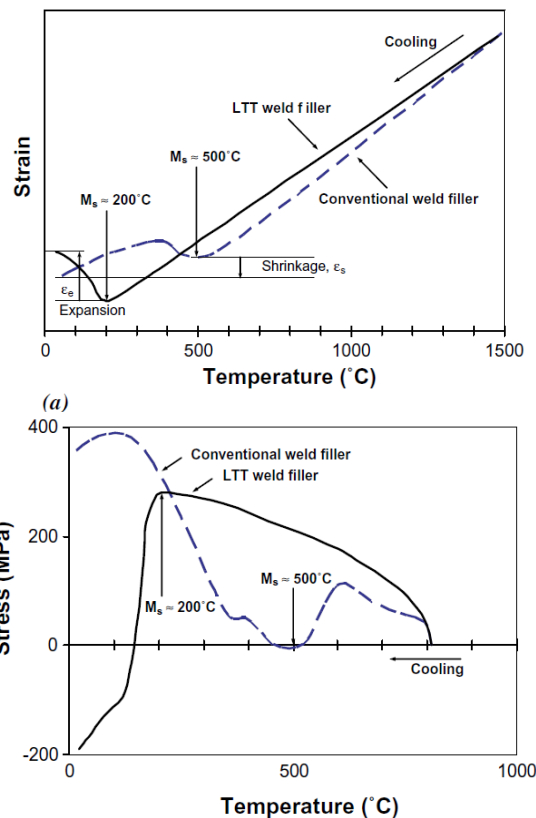 Strain
Cooling
LTT weld filler
Ms ≈ 500°C
Ms ≈ 200°C
Conventional weld filler
Shrinkage, εs
εe
Expansion
0 500 1000 1500
Temperature (°C)
(a)
Stress (MPa)
400
Conventional weld filler
LTT weld filler
200
Ms ≈ 500°C
Ms ≈ 200°C
0
Cooling
-200
0 500 1000
Temperature (°C)